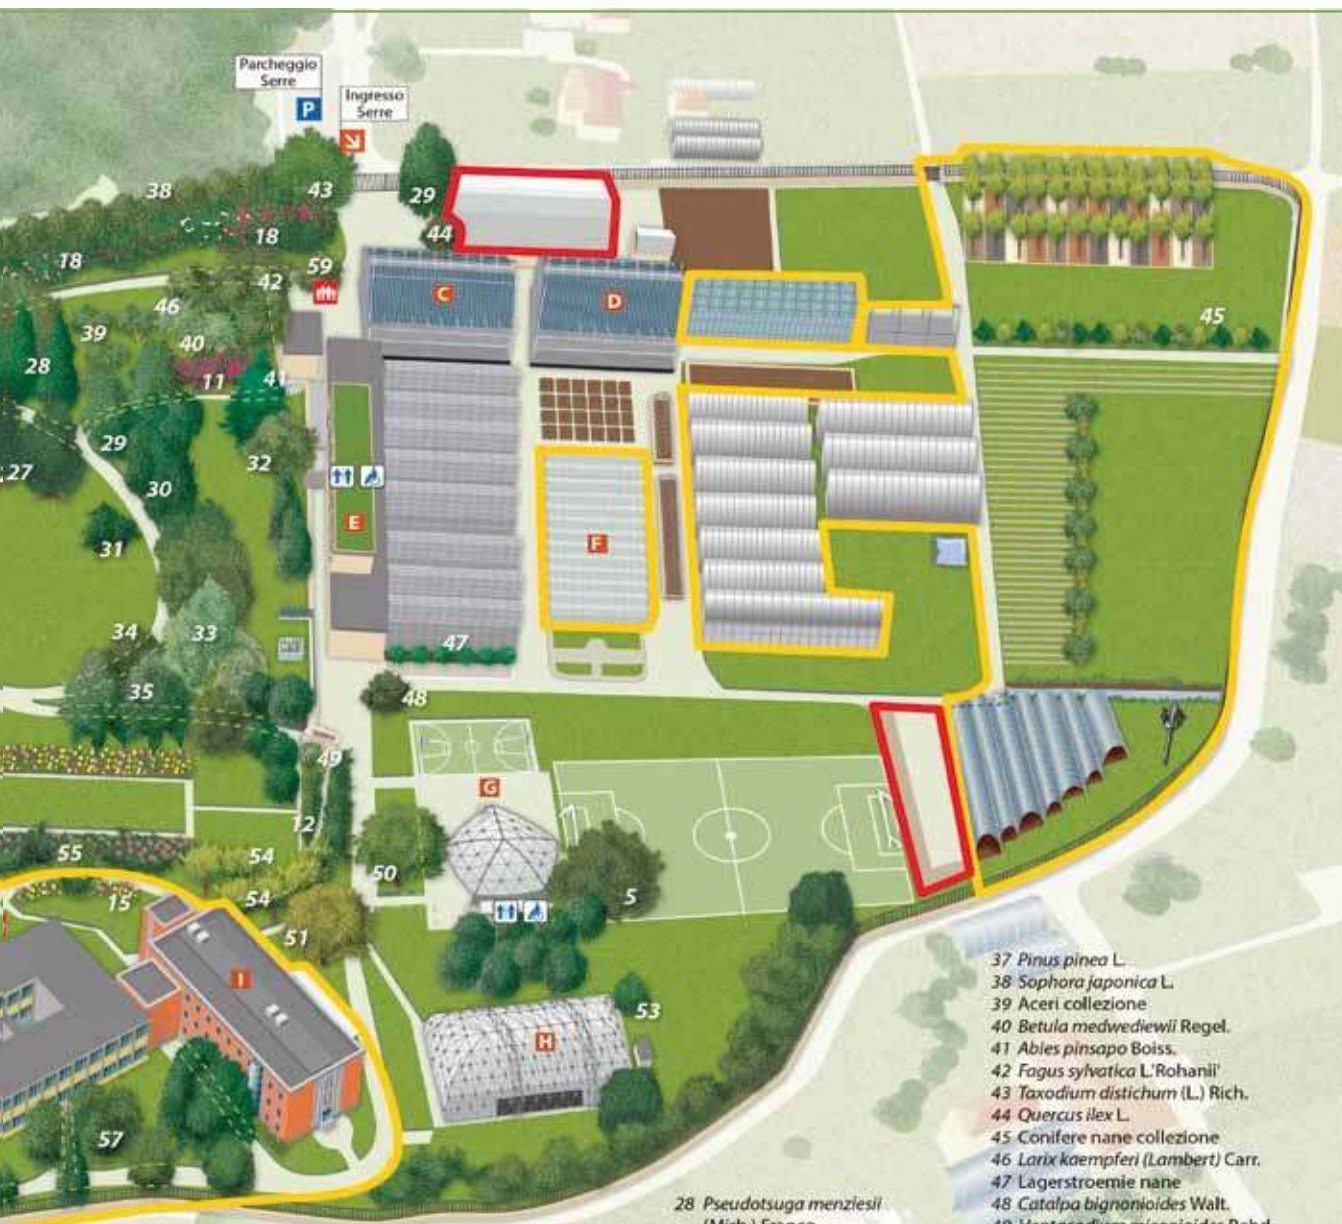 Parcheggio
Serre
P
Ingresso
Serre
38
43
29
18
44
18
42
59
C
D
46
39
40
45
28
11
41
29
32
27
30
E
F
31
34
33
47
35
48
49
G
12
55
54
50
15
54
5
51
I
53
H
57
37 Pinus pinea L.
38 Sophora japonica L.
39 Aceri collezione
40 Betula medwediewii Regel.
41 Abies pinsapo Boiss.
42 Fagus sylvatica L.'Rohanii'
43 Taxodium distichum (L.) Rich.
44 Quercus ilex L.
45 Conifere nane collezione
46 Larix kaempferi (Lambert) Carr.
47 Lagerstroemie nane
48 Catalpa bignonioides Walt.
28 Pseudotsuga menziesii